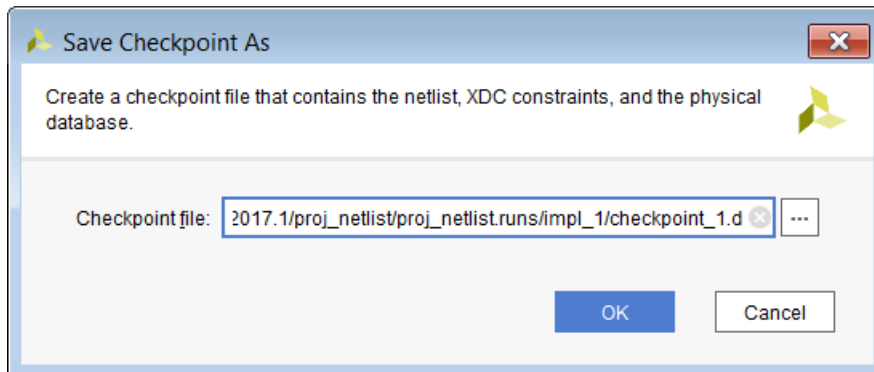 Save Checkpoint As
Create a checkpoint file that contains the netlist, XDC constraints, and the physical
database.
Checkpoint file: 2017.1/proj_netlist/proj_netlist.runs/impl_1/checkpoint_1.d ...
OK Cancel